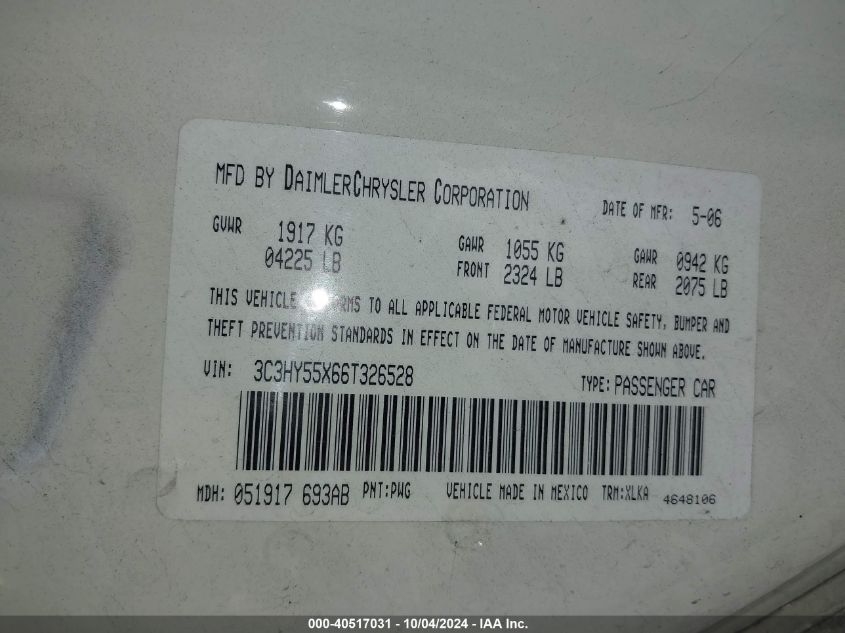 MFD BY DAIMLERCHRYSLER CORPORATION DATE OF MFR: 5-06
GVWR 1917 KG GAWR 1055 KG GAWR 0942 KG
04225 LB FRONT 2324 LB REAR 2075 LB
THIS VEHICLE CONFORMS TO ALL APPLICABLE FEDERAL MOTOR VEHICLE SAFETY, BUMPER AND
THEFT PREVENTION STANDARDS IN EFFECT ON THE DATE OF MANUFACTURE SHOWN ABOVE.
VIN: 3C3HY55X66T326528 TYPE: PASSENGER CAR
MDH: 051917 693AB PNT:PWG VEHICLE MADE IN MEXICO TRM:XLKA 4648106
000-40517031 - 10/04/2024 - IAA Inc.